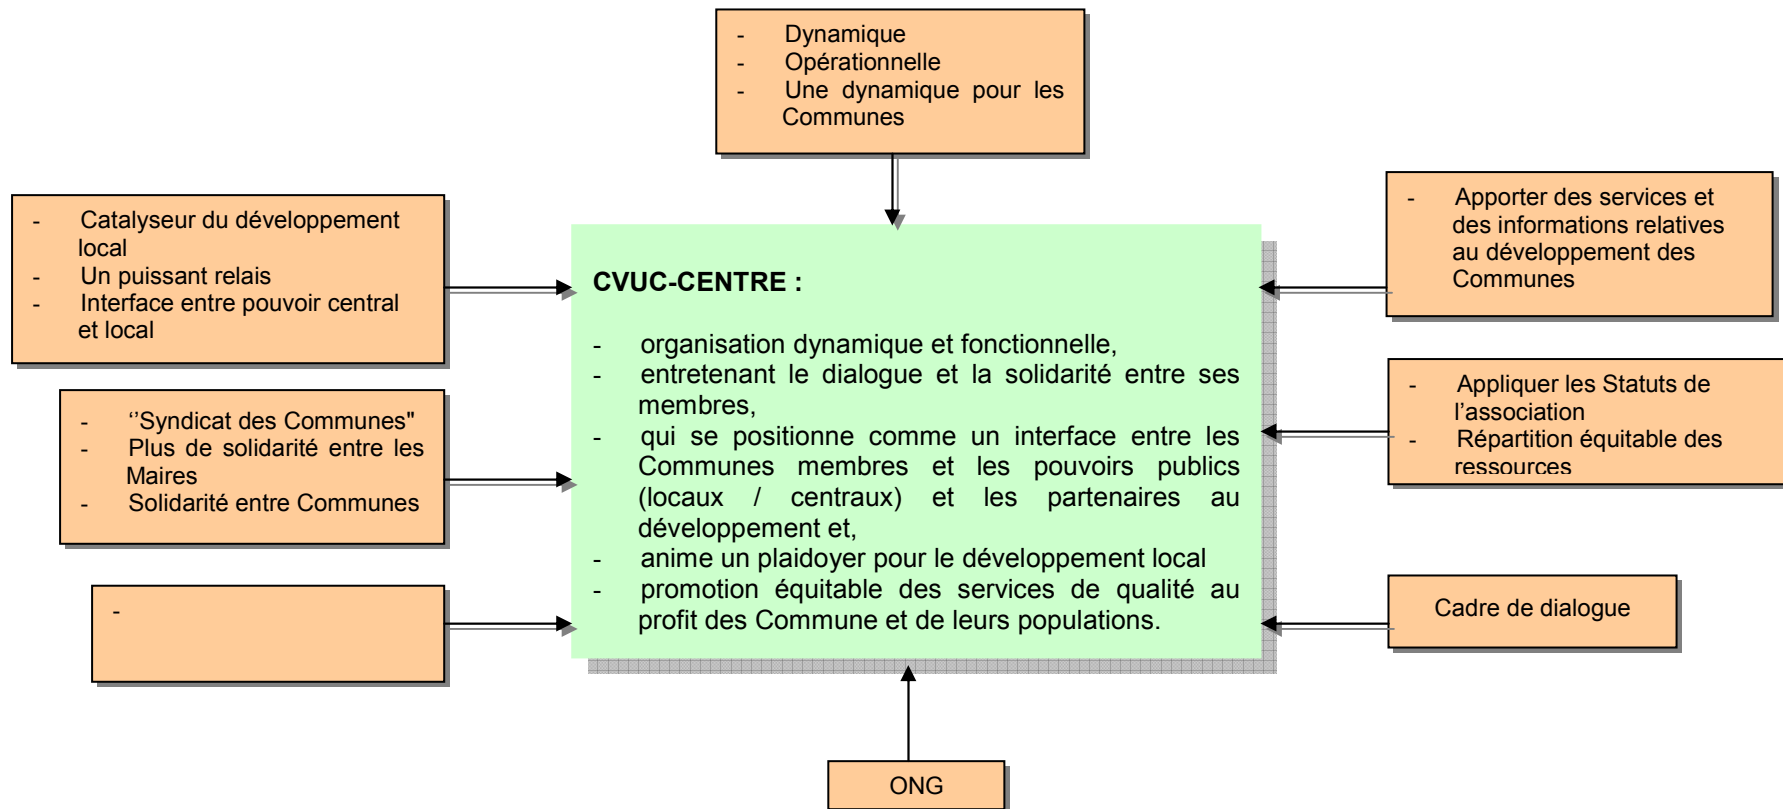 - Dynamique
- Opérationnelle
- Une dynamique pour les
Communes
- Catalyseur du développement
local
- Un puissant relais
- Interface entre pouvoir central
et local
- ‘’Syndicat des Communes"
- Plus de solidarité entre les
Maires
- Solidarité entre Communes
-
CVUC-CENTRE :
- organisation dynamique et fonctionnelle,
- entretenant le dialogue et la solidarité entre ses
membres,
- qui se positionne comme un interface entre les
Communes membres et les pouvoirs publics
(locaux / centraux) et les partenaires au
développement et,
- anime un plaidoyer pour le développement local
- promotion équitable des services de qualité au
profit des Commune et de leurs populations.
- Apporter des services et
des informations relatives
au développement des
Communes
- Appliquer les Statuts de
l’association
- Répartition équitable des
ressources
Cadre de dialogue
ONG